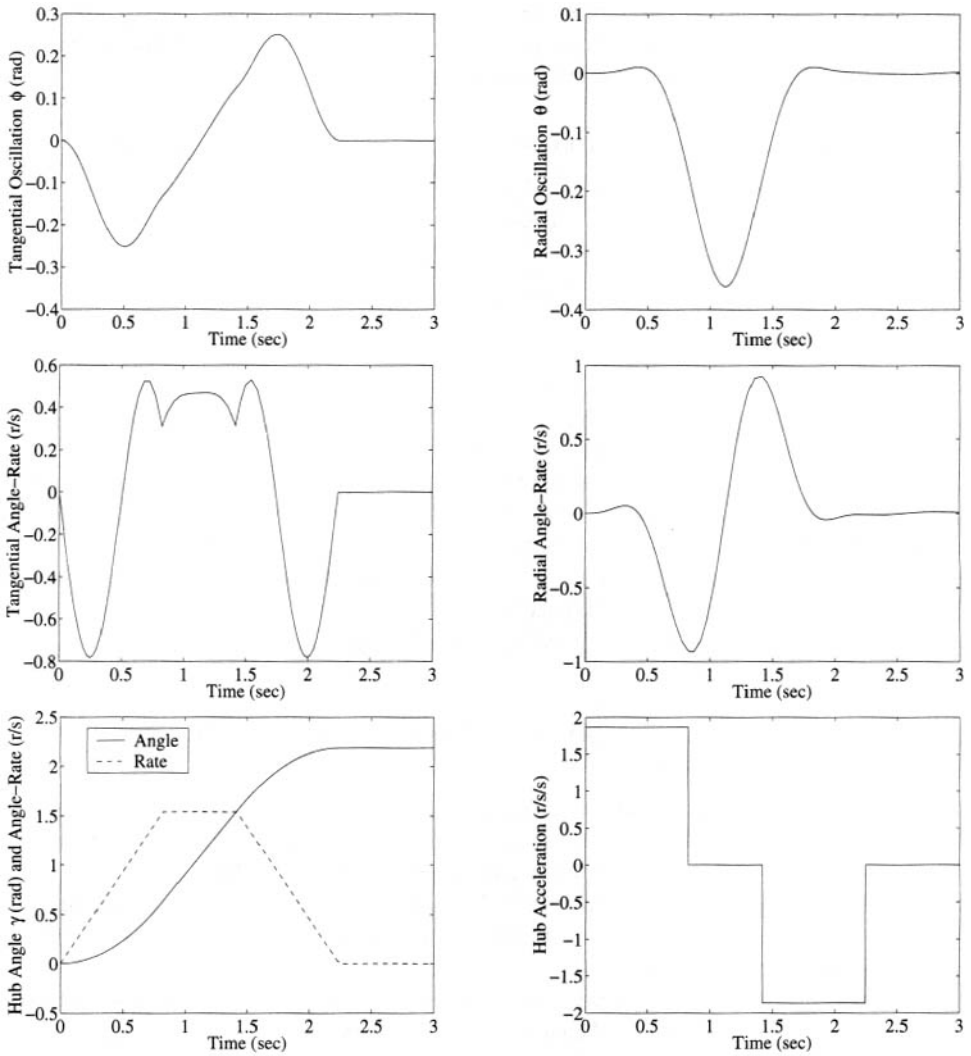 0.3
0.2
0.1
0
−0.1
−0.2
−0.3
−0.4
Tangential Oscillation ϕ (rad)
0 0.5 1 1.5 2 2.5 3
Time (sec)
0.1
0
−0.1
−0.2
−0.3
−0.4
Radial Oscillation θ (rad)
0 0.5 1 1.5 2 2.5 3
Time (sec)
0.6
0.4
0.2
0
−0.2
−0.4
−0.6
−0.8
Tangential Angle−Rate (r/s)
0 0.5 1 1.5 2 2.5 3
Time (sec)
1
0.5
0
−0.5
−1
Radial Angle−Rate (r/s)
0 0.5 1 1.5 2 2.5 3
Time (sec)
2.5
2
1.5
1
0.5
0
−0.5
Hub Angle γ (rad) and Angle−Rate (r/s)
Angle
Rate
0 0.5 1 1.5 2 2.5 3
Time (sec)
2
1.5
1
0.5
0
−0.5
−1
−1.5
−2
Hub Acceleration (r/s/s)
0 0.5 1 1.5 2 2.5 3
Time (sec)